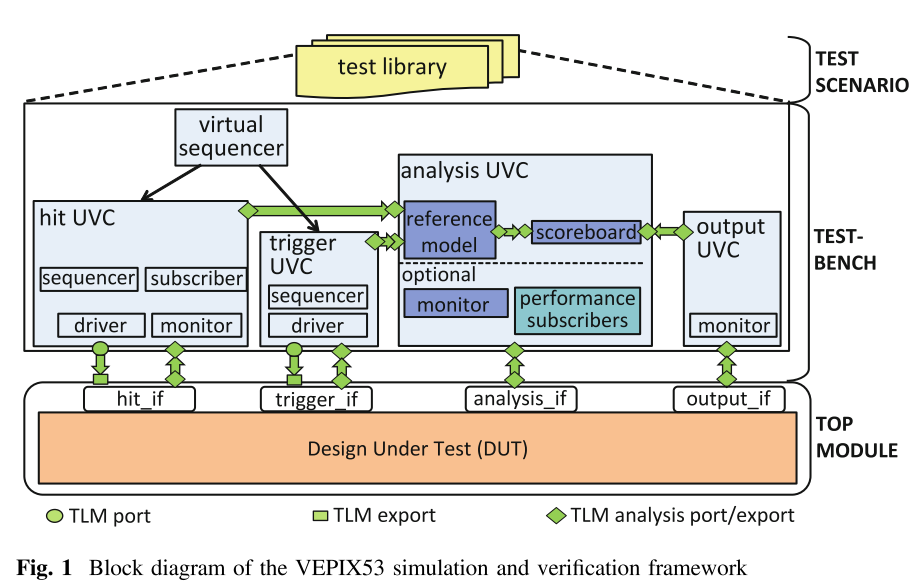 test library
TEST
SCENARIO
virtual
sequencer
hit UVC
sequencer
subscriber
driver
monitor
trigger
UVC
sequencer
driver
analysis UVC
reference
model
scoreboard
optional
monitor
performance
subscribers
output
UVC
monitor
TEST-
BENCH
hit_if
trigger_if
analysis_if
output_if
Design Under Test (DUT)
TOP
MODULE
TLM port
TLM export
TLM analysis port/export
Fig. 1 Block diagram of the VEPIX53 simulation and verification framework